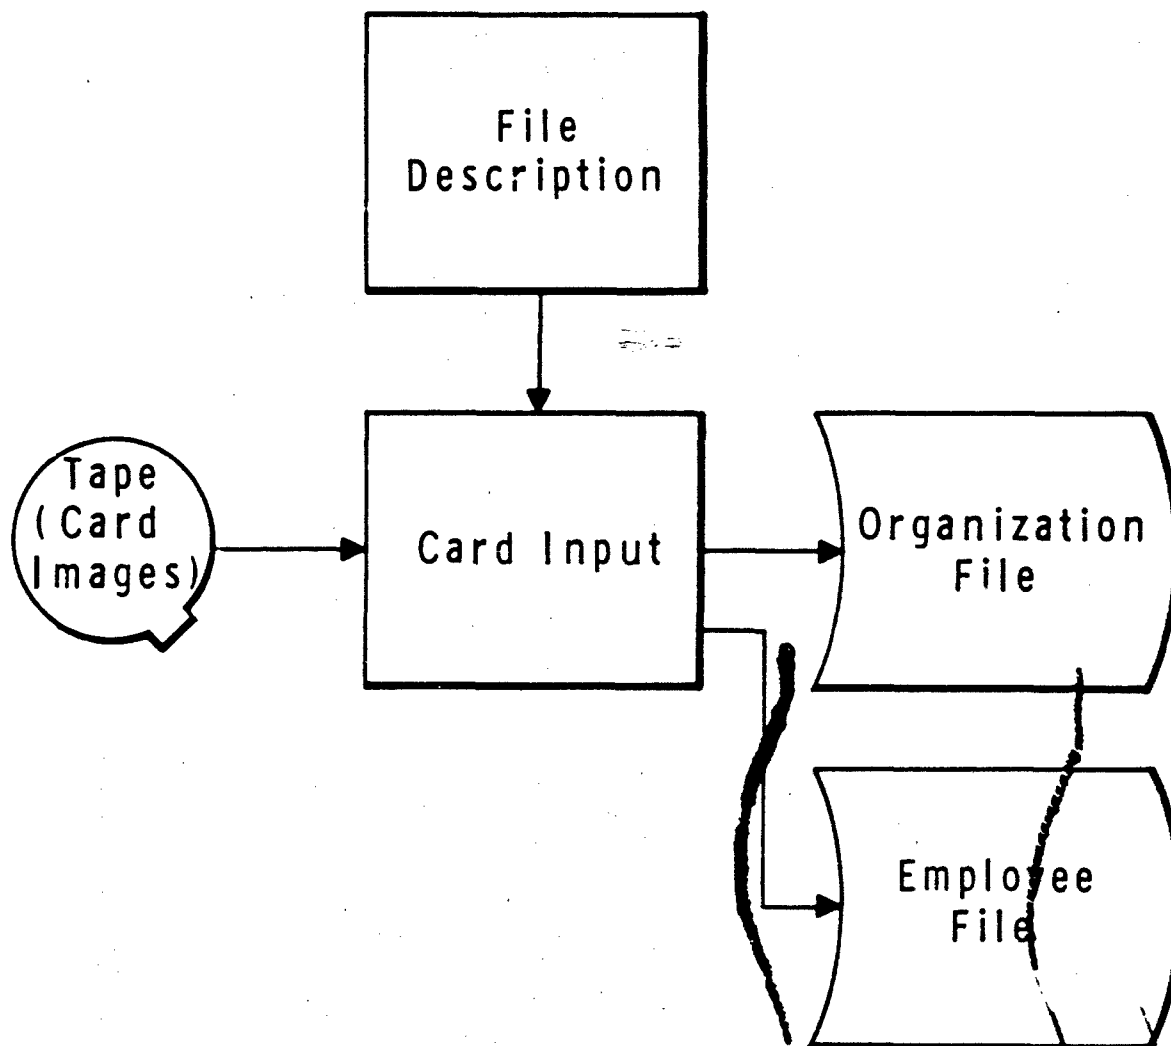 File
Description
Tape
(Card
Images)
Card Input
Organization
File
Employee
File